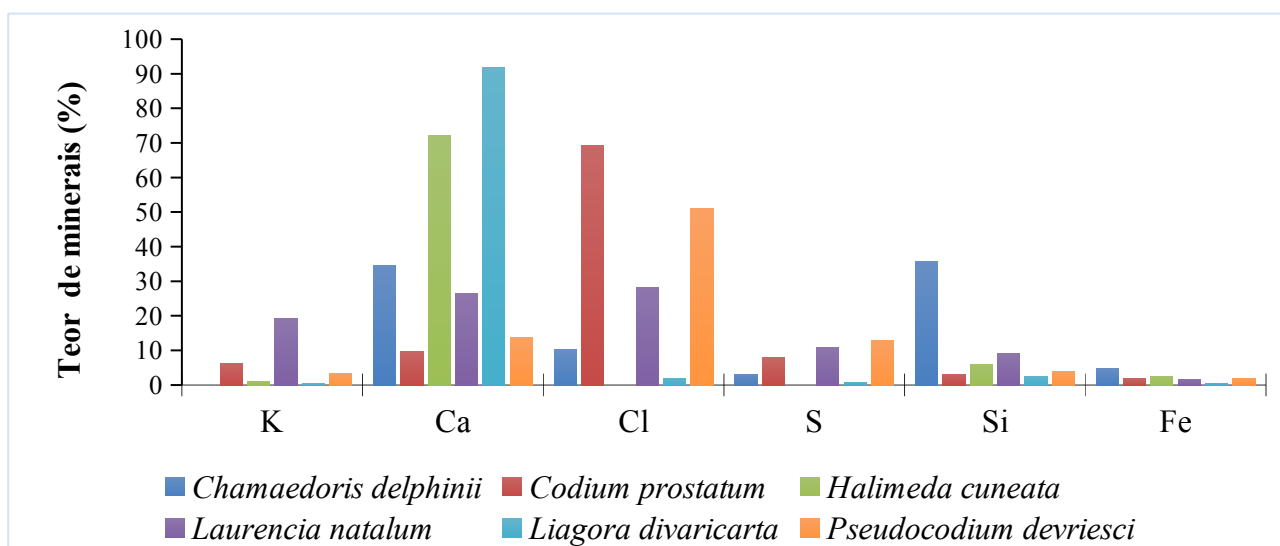 Teor de minerais (%)
100
90
80
70
60
50
40
30
20
10
0
K Ca Cl S Si Fe
Chamaedoris delphinii Codium prostatum Halimeda cuneata
Laurencia natalum Liagora divaricarta Pseudocodium devriesci